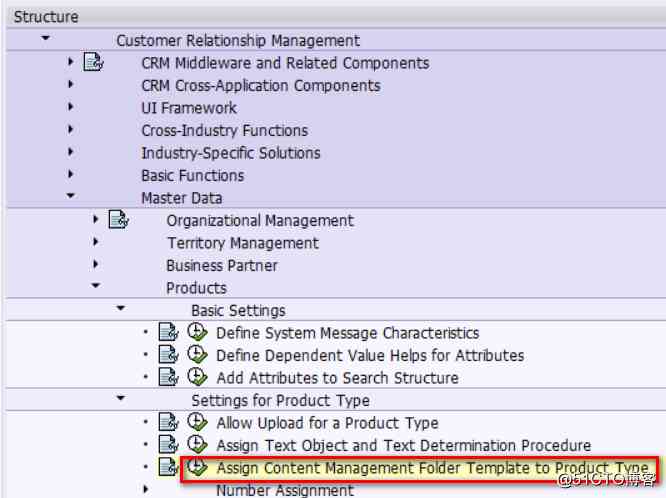 Structure
Customer Relationship Management
CRM Middleware and Related Components
CRM Cross-Application Components
UI Framework
Cross-Industry Functions
Industry-Specific Solutions
Basic Functions
Master Data
Organizational Management
Territory Management
Business Partner
Products
Basic Settings
Define System Message Characteristics
Define Dependent Value Helps for Attributes
Add Attributes to Search Structure
Settings for Product Type
Allow Upload for a Product Type
Assign Text Object and Text Determination Procedure
Assign Content Management Folder Template to Product Type
Number Assignment
@51CTO博客